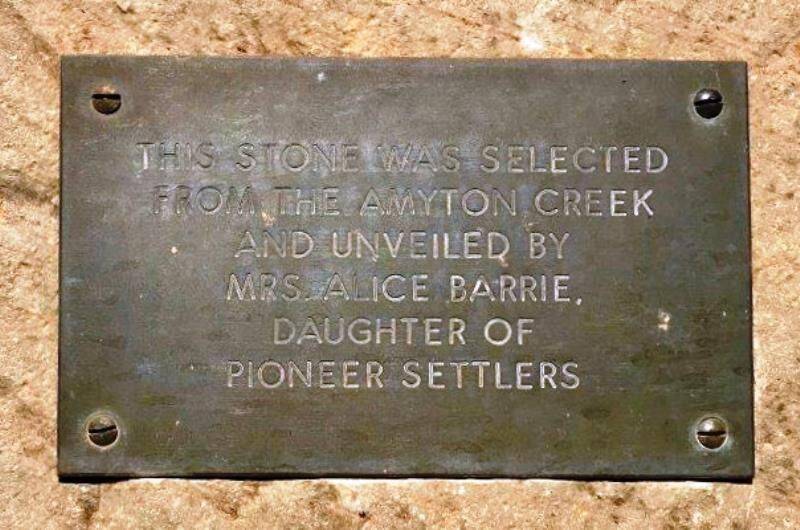 THIS STONE WAS SELECTED
FROM THE AMYTON CREEK
AND UNVEILED BY
MRS. ALICE BARRIE,
DAUGHTER OF
PIONEER SETTLERS